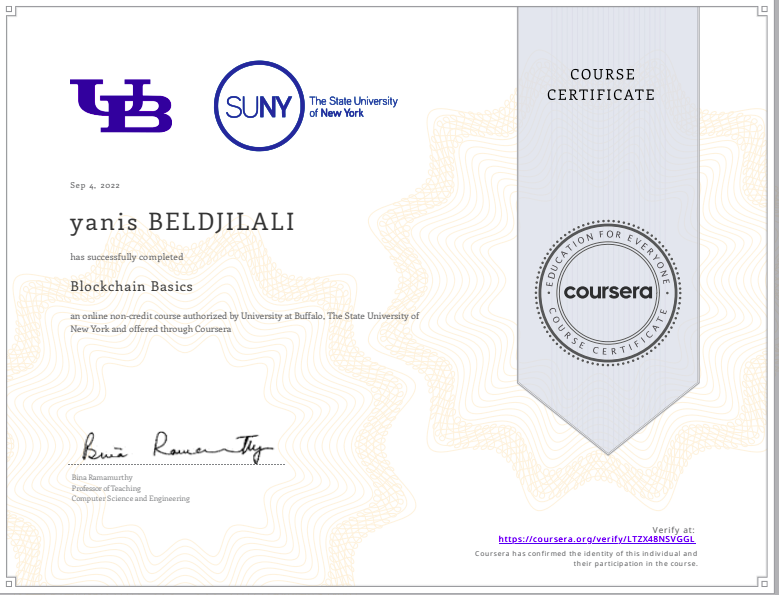 UB
SUNY
The State University
of New York
COURSE
CERTIFICATE
Sep 4, 2022
yanis BELDJILALI
has successfully completed
Blockchain Basics
an online non-credit course authorized by University at Buffalo, The State University of
New York and offered through Coursera
EDUCATION FOR EVERYONE
coursera
COURSE CERTIFICATE
Bina Ramamurthy
Bina Ramamurthy
Professor of Teaching
Computer Science and Engineering
Verify at:
https://coursera.org/verify/LTZX48NSVGGL
Coursera has confirmed the identity of this individual and
their participation in the course.